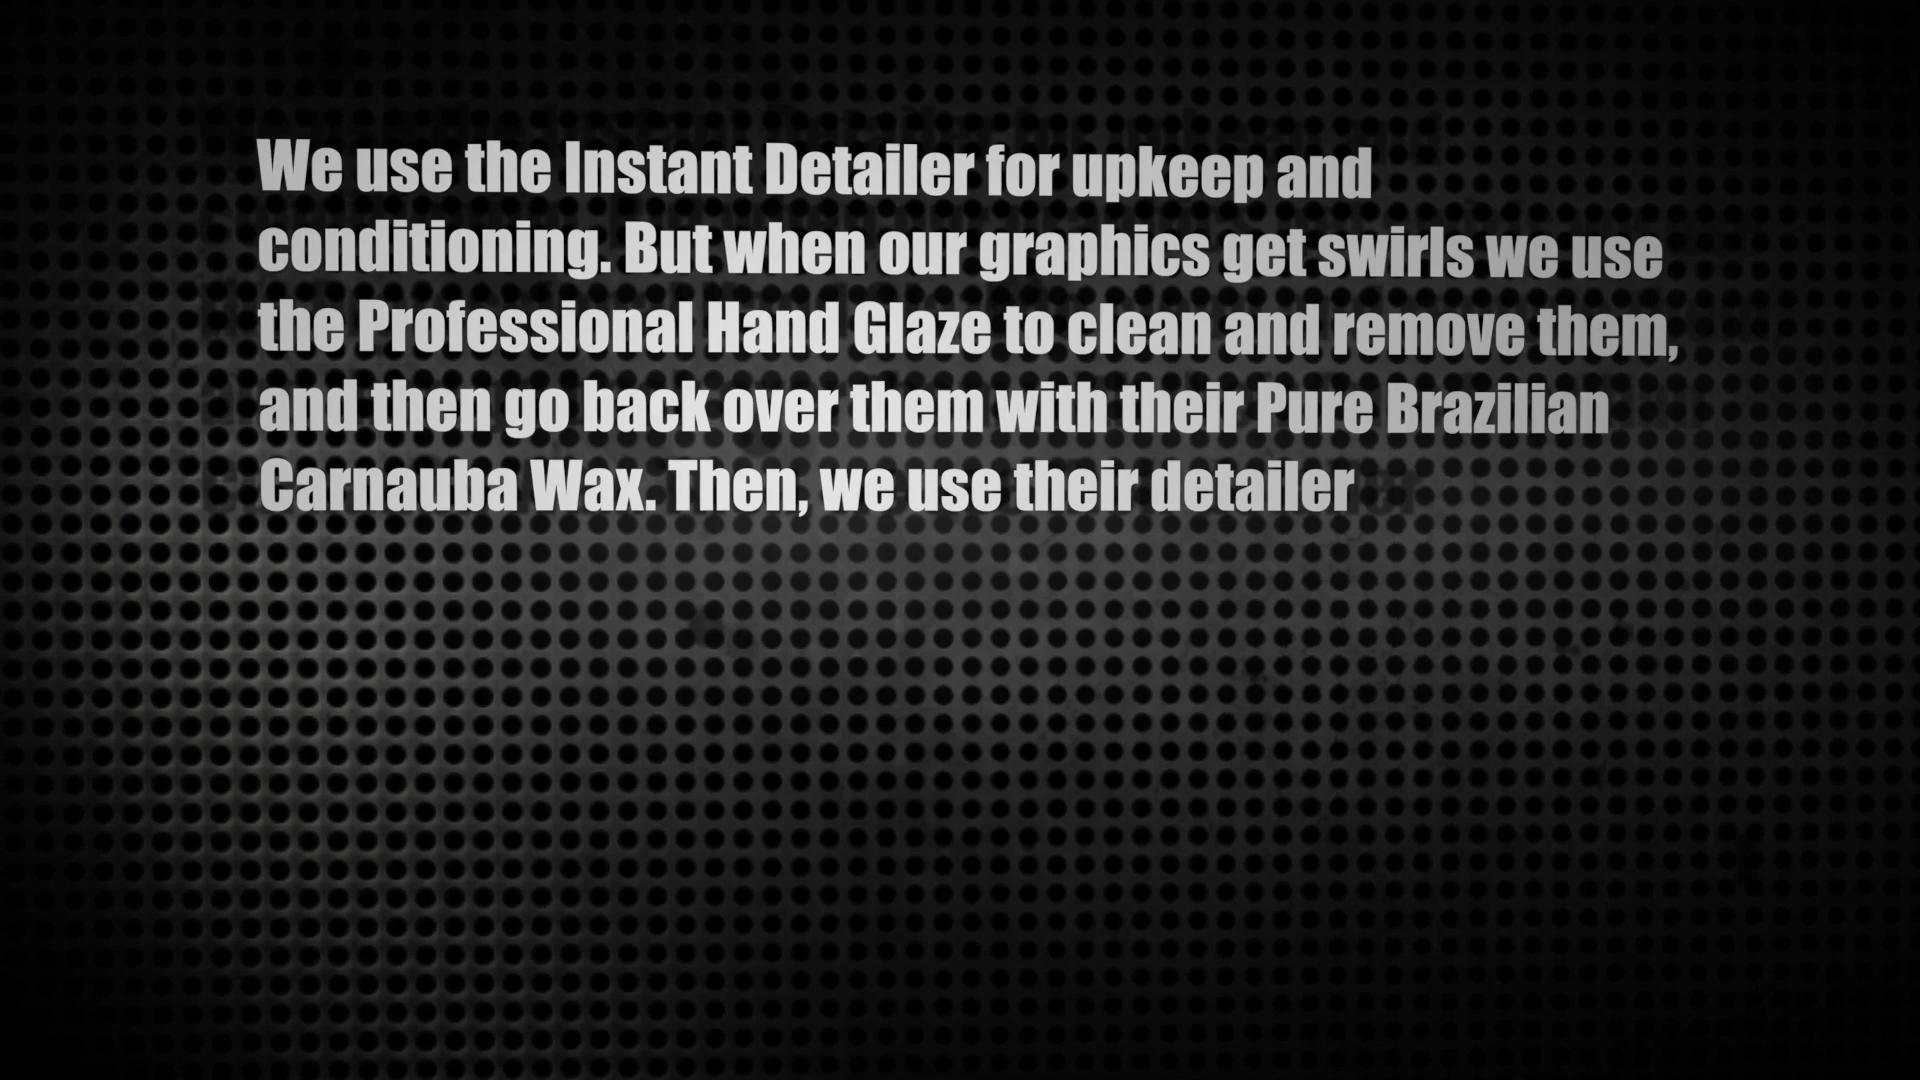 We use the Instant Detailer for upkeep and
conditioning. But when our graphics get swirls we use
the Professional Hand Glaze to clean and remove them,
and then go back over them with their Pure Brazilian
Carnauba Wax. Then, we use their detailer